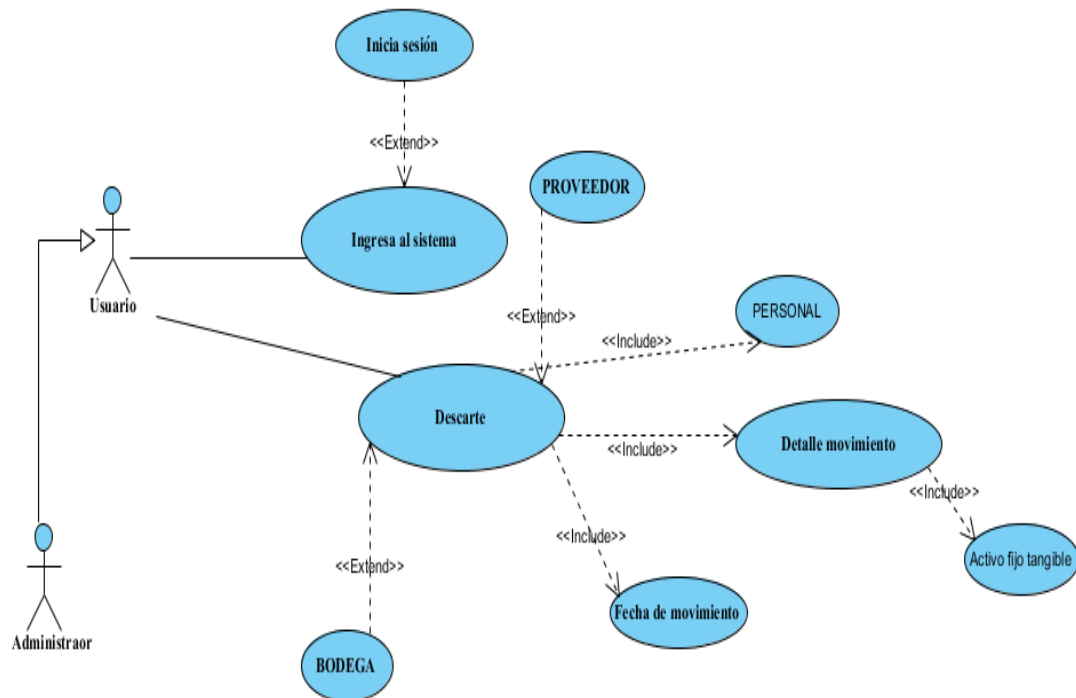 Inicia sesión
<<Extend>>
PROVEEDOR
Ingresa al sistema
Usuario
<<Extend>>
PERSONAL
<<Include>>
Descarte
Detalle movimiento
<<Include>>
<<Include>>
<<Include>>
Activo fijo tangible
<<Extend>>
Fecha de movimiento
Administraor
BODEGA